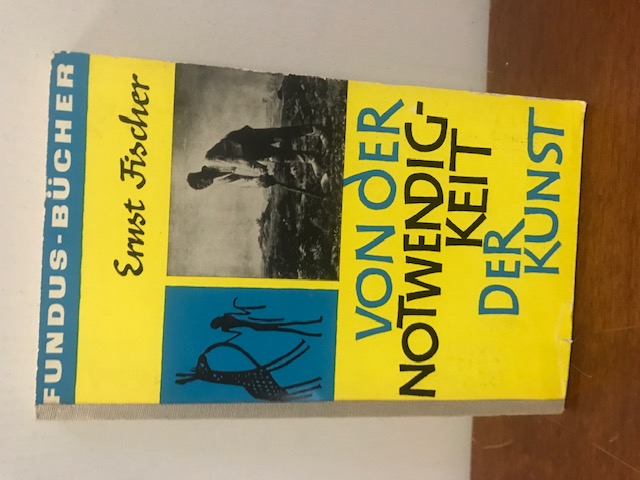 FUNDUS-BÜCHER
Ernst Fischer
VON DER
NOTWENDIG-
KEIT
DER
KUNST